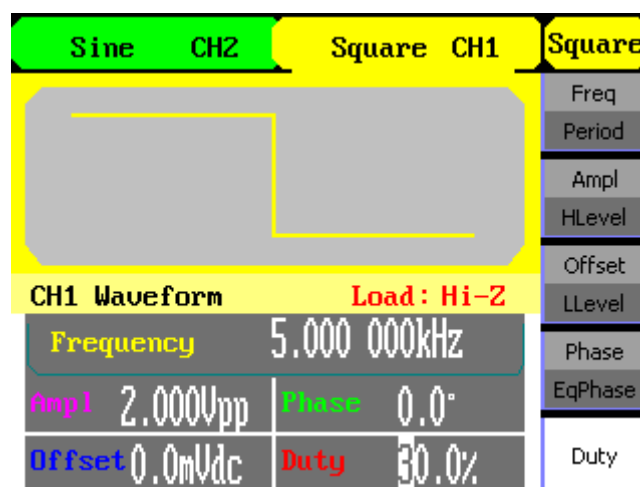 Sine CH2
Square CH1
Square
Freq
Period
Ampl
HLevel
Offset
LLevel
Phase
EqPhase
Duty
CH1 Waveform
Load: Hi-Z
Frequency 5.000 000kHz
Ampl 2.000Vpp
Phase 0.0°
Offset 0.0mVdc
Duty 30.0%